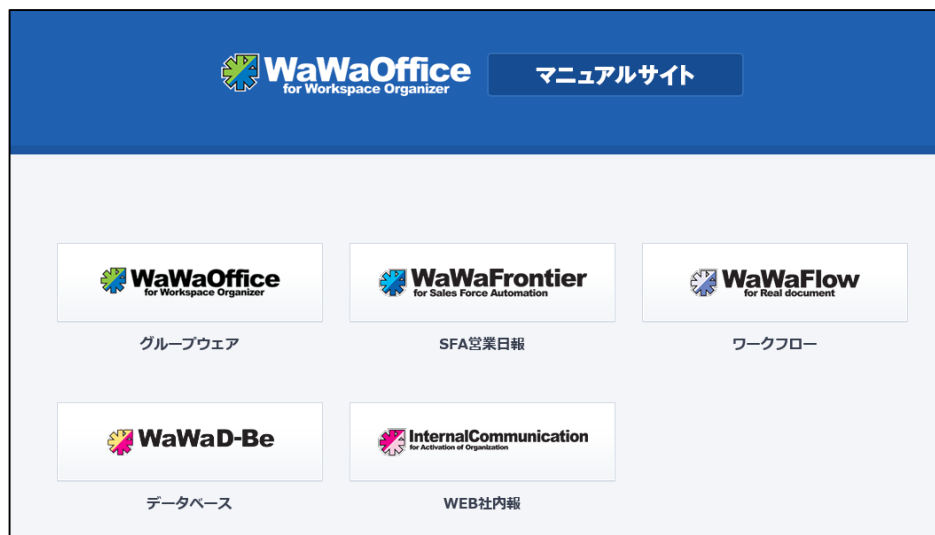 WaWaOffice
for Workspace Organizer
マニュアルサイト
WaWaOffice
for Workspace Organizer
グループウェア
WaWaFrontier
for Sales Force Automation
SFA営業日報
WaWaFlow
for Real document
ワークフロー
WaWaD-Be
データベース
InternalCommunication
for Activation of Organization
WEB社内報